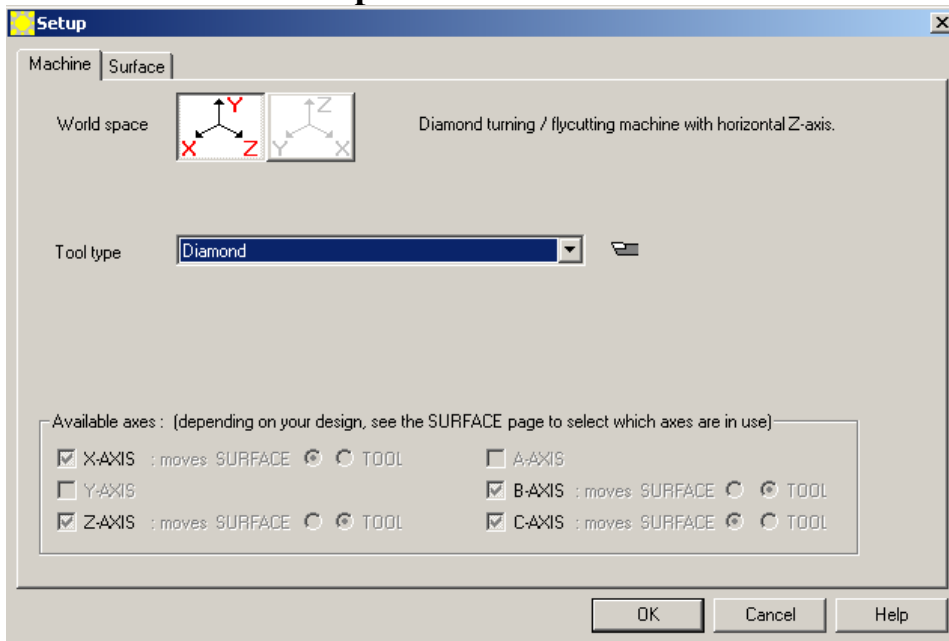 Setup
Machine Surface
World space Y X Z Z Y X Diamond turning / flycutting machine with horizontal Z-axis.
Tool type Diamond
Available axes : (depending on your design, see the SURFACE page to select which axes are in use)
X-AXIS : moves SURFACE TOOL A-AXIS
Y-AXIS B-AXIS : moves SURFACE TOOL
Z-AXIS : moves SURFACE TOOL C-AXIS : moves SURFACE TOOL
OK Cancel Help